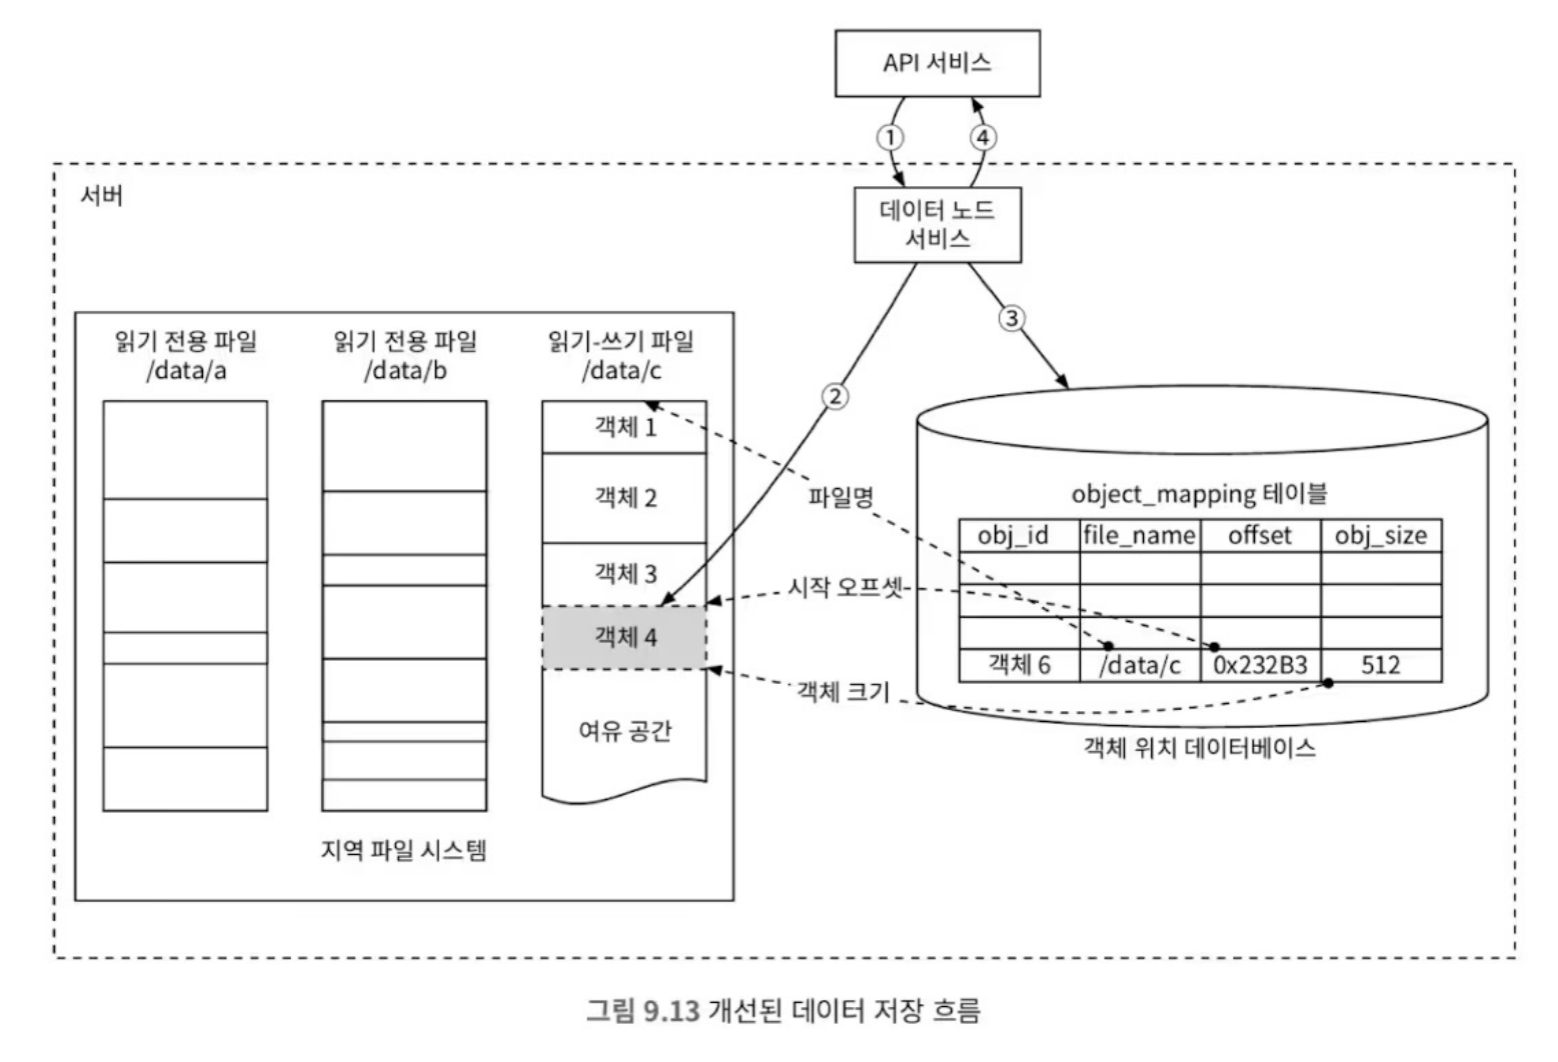 API 서비스
①
④
서버
데이터 노드
서비스
③
②
읽기 전용 파일
/data/a
읽기 전용 파일
/data/b
읽기-쓰기 파일
/data/c
객체 1
객체 2
객체 3
객체 4
여유 공간
지역 파일 시스템
파일명
시작 오프셋
객체 크기
object_mapping 테이블
obj_id file_name offset obj_size
객체 6 /data/c 0x232B3 512
객체 위치 데이터베이스
그림 9.13 개선된 데이터 저장 흐름